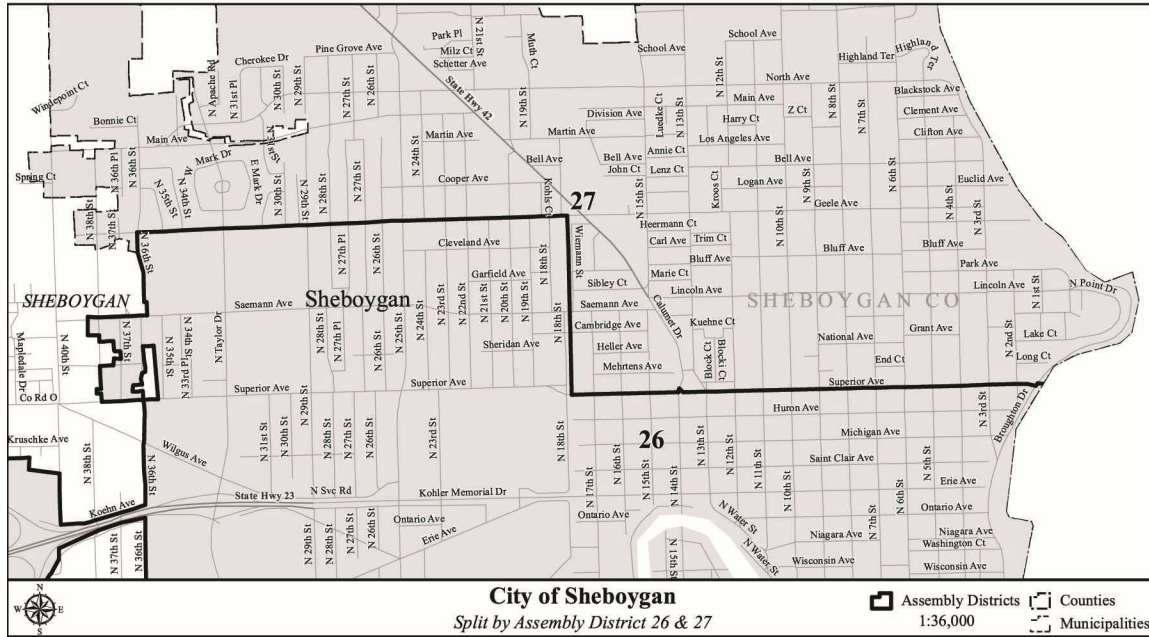 School Ave
Park Pl
N 21st St
Milz Ct
Schetter Ave
Muth Ct
School Ave
Highland Ter
Highland Ter
Pine Grove Ave
Cherokee Dr
N Apache Rd
N 31st Pl
N 30th St
N 29th St
N 27th St
N 26th St
State Hwy 42
N 19th St
N 12th St
North Ave
Blackstock Ave
Windepoint Ct
Bonnie Ct
Main Ave
Division Ave
Luedke Ct
N 13th St
Main Ave
Harry Ct
Z Ct
N 8th St
N 7th St
Clement Ave
Clifton Ave
Main Ave
N 31st St
Martin Ave
Martin Ave
Los Angeles Ave
Spring Ct
N 36th Pl
N 36th St
W Mark Dr
E Mark Dr
N 24th St
Bell Ave
Bell Ave
Annie Ct
John Ct
Lenz Ct
Bell Ave
N 6th St
N 35th St
N 34th St
N 30th St
N 29th St
N 28th St
N 27th St
Cooper Ave
Kohls Ct
N 15th St
Kroos Ct
Logan Ave
N 9th St
Euclid Ave
N 38th St
N 37th St
27
Geele Ave
N 4th St
N 3rd St
N 36th St
N 27th Pl
N 26th St
Cleveland Ave
N 18th St
Wiemann St
Heermann Ct
Carl Ave
Trim Ct
Bluff Ave
N 10th St
Bluff Ave
Bluff Ave
Garfield Ave
Marie Ct
Park Ave
Sibley Ct
Lincoln Ave
Lincoln Ave
N 1st St
N Point Dr
SHEBOYGAN
Saemann Ave
Sheboygan
N 23rd St
N 22nd St
N 21st St
N 20th St
N 19th St
Saemann Ave
Calumet Dr
SHEBOYGAN CO
N 40th St
N 37th St
N 35th St
N 34th St
N 33rd Pl
N Taylor Dr
N 28th St
N 27th Pl
N 26th St
N 25th St
N 24th St
N 18th St
Cambridge Ave
Kuehne Ct
Grant Ave
N 2nd St
Lake Ct
Mapledale Dr
Sheridan Ave
Heller Ave
Block Ct
Blocki Ct
National Ave
Mehrtens Ave
End Ct
Long Ct
Co Rd O
Superior Ave
Superior Ave
Superior Ave
N 29th St
Huron Ave
N 3rd St
Broughton Dr
Kruschke Ave
N 38th St
N 36th St
Wilgus Ave
N 31st St
N 30th St
N 28th St
N 27th St
N 26th St
N 23rd St
N 18th St
26
Michigan Ave
N 17th St
N 16th St
N 15th St
N 14th St
N 13th St
N 12th St
N 11th St
N 10th St
Saint Clair Ave
N 6th St
N 5th St
Erie Ave
State Hwy 23
N Svc Rd
Kohler Memorial Dr
Koehn Ave
Ontario Ave
Ontario Ave
N Water St
N 7th St
Ontario Ave
N 37th St
N 36th St
N 29th St
N 28th St
N 27th St
N 26th St
Erie Ave
N 15th St
N Water St
Niagara Ave
Niagara Ave
Washington Ct
Wisconsin Ave
Wisconsin Ave
N
W
E
S
City of Sheboygan
Split by Assembly District 26 & 27
Assembly Districts
Counties
1:36,000
Municipalities